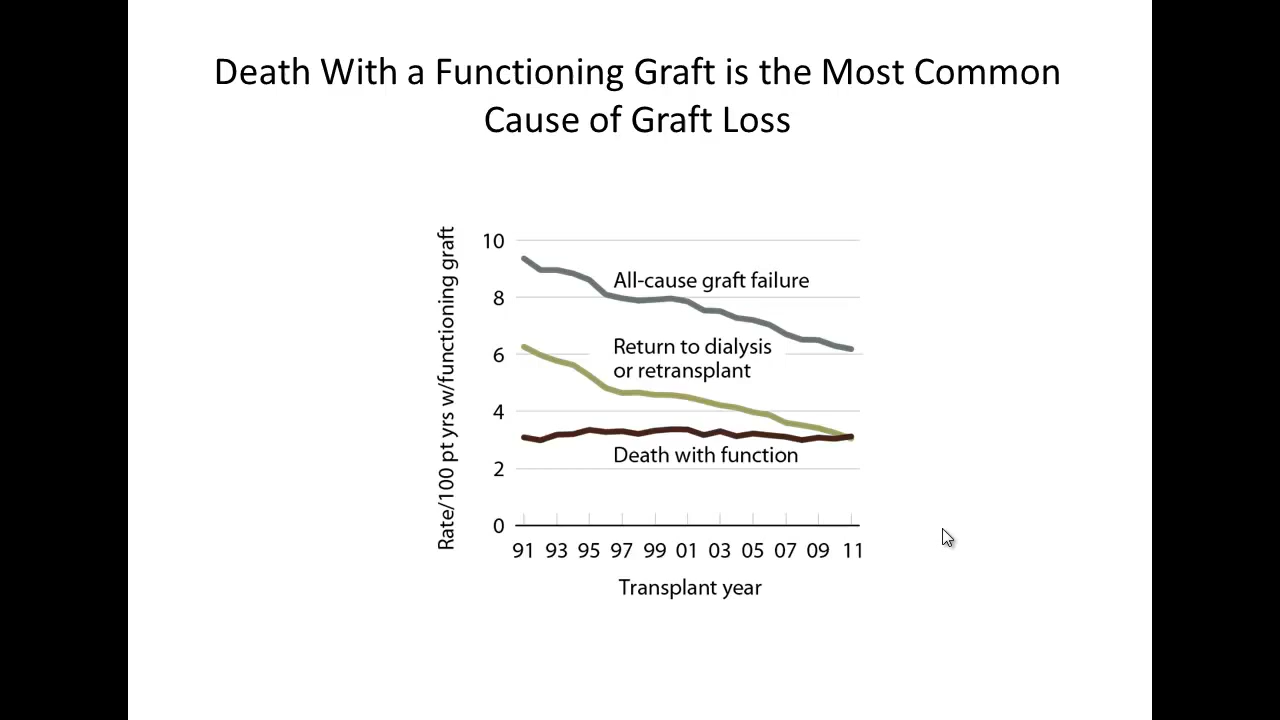 Death With a Functioning Graft is the Most Common
Cause of Graft Loss
Rate/100 pt yrs w/functioning graft
10
8
6
4
2
0
All-cause graft failure
Return to dialysis
or retransplant
Death with function
91 93 95 97 99 01 03 05 07 09 11
Transplant year